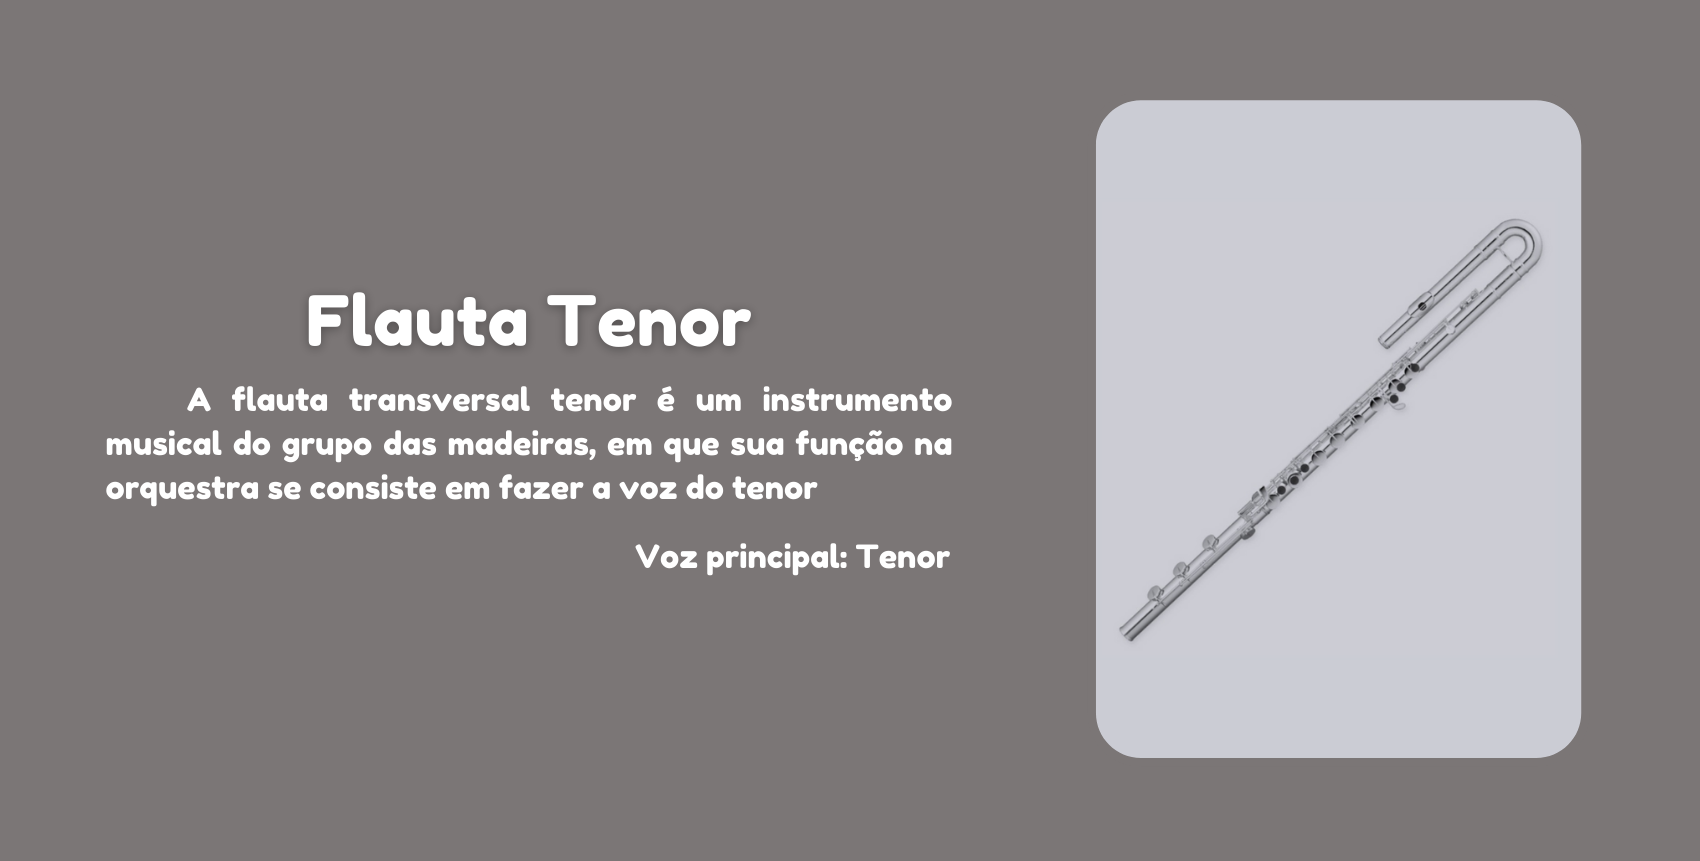 Flauta Tenor
A flauta transversal tenor é um instrumento
musical do grupo das madeiras, em que sua função na
orquestra se consiste em fazer a voz do tenor
Voz principal: Tenor